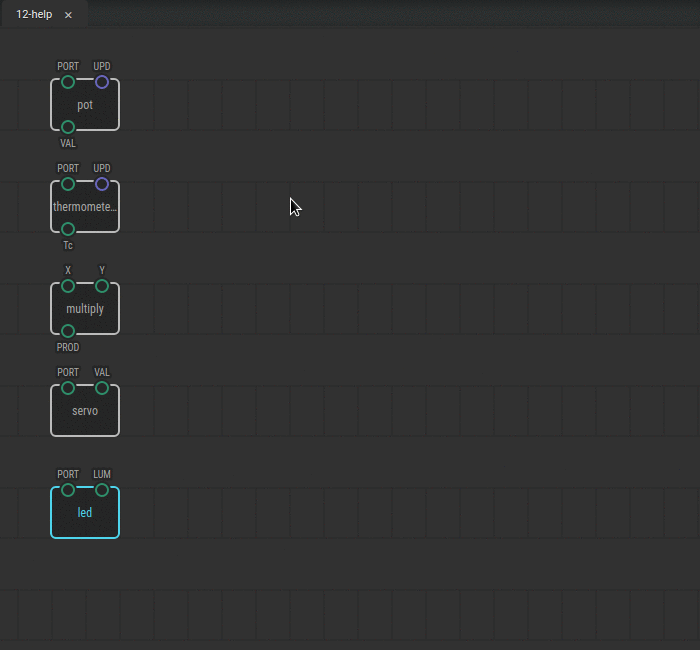 12-help ×
PORT UPD
pot
VAL
PORT UPD
thermomete…
Tc
X Y
multiply
PROD
PORT VAL
servo
PORT LUM
led